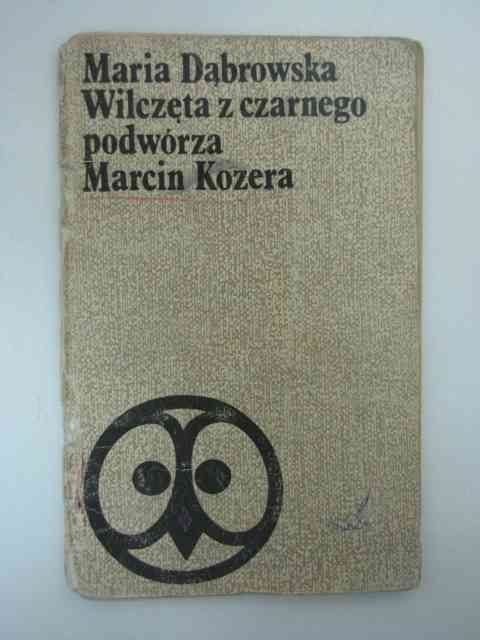 Maria Dąbrowska
Wilczęta z czarnego
podwórza
Marcin Kozera